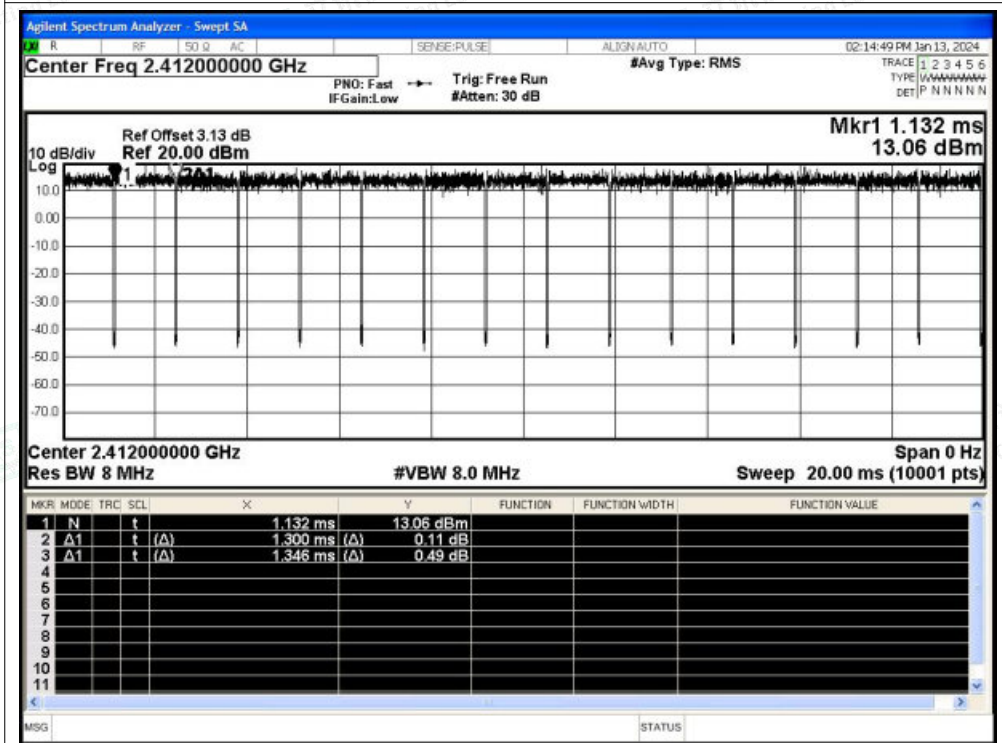 Agilent Spectrum Analyzer - Swept SA
LXI R RF 50 Ω AC SENSE:PULSE ALIGN AUTO 02:14:49 PM Jan 13, 2024
Center Freq 2.412000000 GHz #Avg Type: RMS TRACE 1 2 3 4 5 6
PNO: Fast Trig: Free Run TYPE WWWWWW
IFGain:Low #Atten: 30 dB DET P N N N N N
Mkr1 1.132 ms
Ref Offset 3.13 dB
10 dB/div Ref 20.00 dBm 13.06 dBm
Log
1 2Δ1
10.0
0.00
-10.0
-20.0
-30.0
-40.0
-50.0
-60.0
-70.0
Center 2.412000000 GHz Span 0 Hz
Res BW 8 MHz #VBW 8.0 MHz Sweep 20.00 ms (10001 pts)
MKR MODE TRC SCL X Y FUNCTION FUNCTION WIDTH FUNCTION VALUE
1 N t 1.132 ms 13.06 dBm
2 Δ1 t (Δ) 1.300 ms (Δ) 0.11 dB
3 Δ1 t (Δ) 1.346 ms (Δ) 0.49 dB
4
5
6
7
8
9
10
11
MSG STATUS